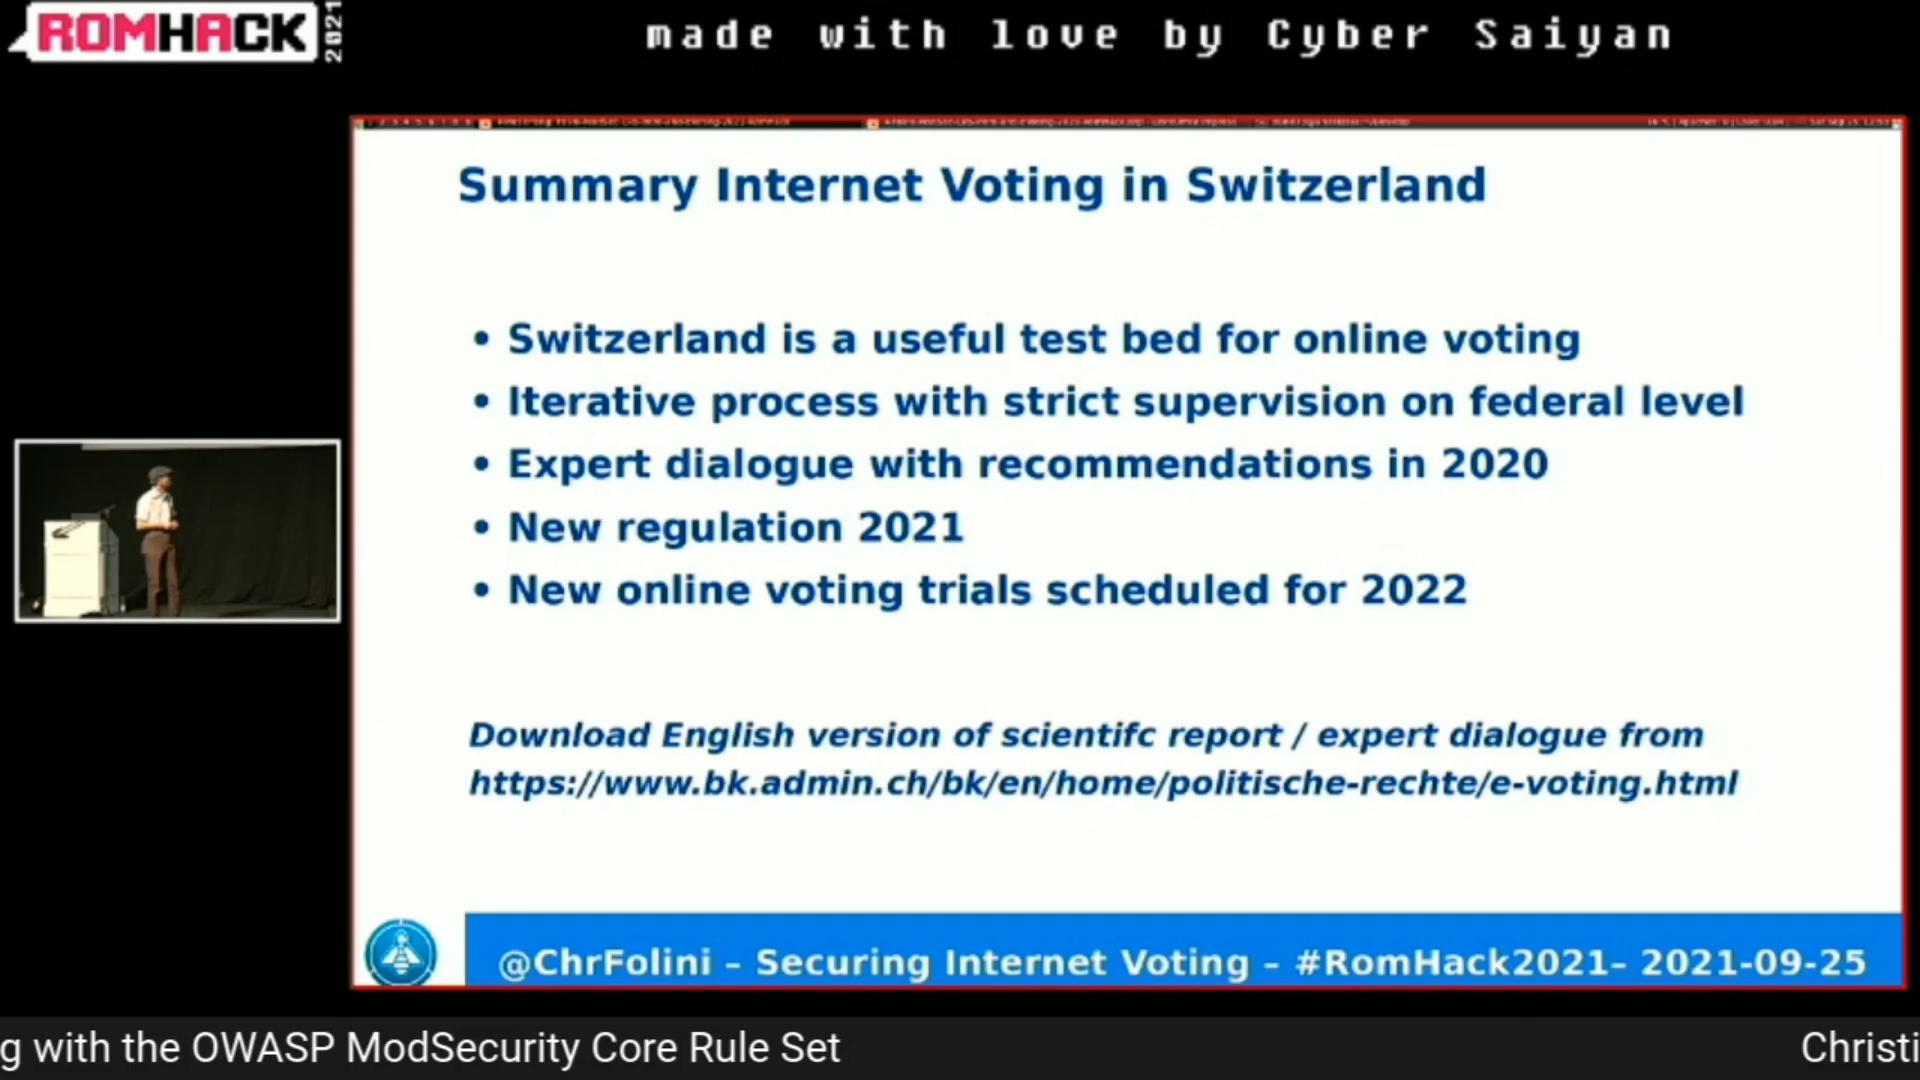 ROMHACK 2021
made with love by Cyber Saiyan
Summary Internet Voting in Switzerland
• Switzerland is a useful test bed for online voting
• Iterative process with strict supervision on federal level
• Expert dialogue with recommendations in 2020
• New regulation 2021
• New online voting trials scheduled for 2022
Download English version of scientifc report / expert dialogue from
https://www.bk.admin.ch/bk/en/home/politische-rechte/e-voting.html
@ChrFolini – Securing Internet Voting – #RomHack2021– 2021-09-25
g with the OWASP ModSecurity Core Rule Set
Christi